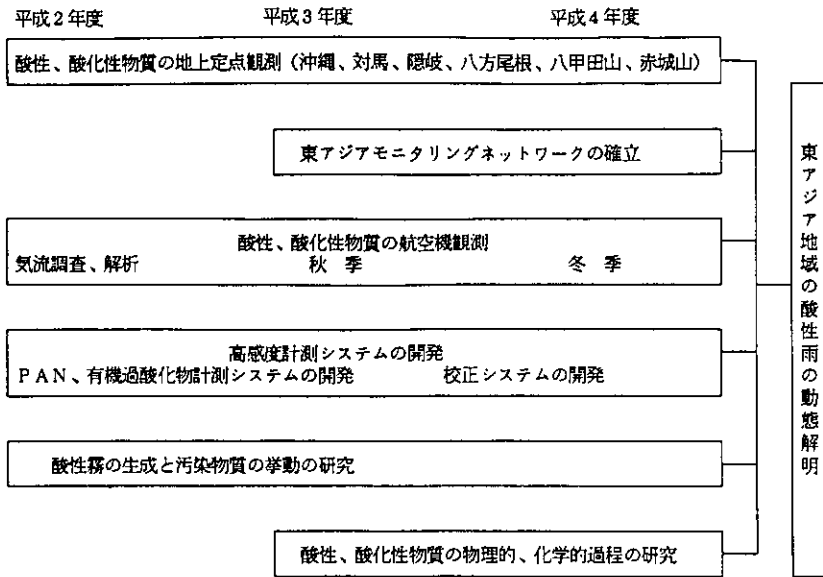 平成2年度 平成3年度 平成4年度
酸性、酸化性物質の地上定点観測(沖縄、対馬、隠岐、八方尾根、八甲田山、赤城山)
東アジアモニタリングネットワークの確立
酸性、酸化性物質の航空機観測
気流調査、解析 秋 季 冬 季
高感度計測システムの開発
PAN、有機過酸化物計測システムの開発 校正システムの開発
酸性霧の生成と汚染物質の挙動の研究
酸性、酸化性物質の物理的、化学的過程の研究
東アジア地域の酸性雨の動態解明